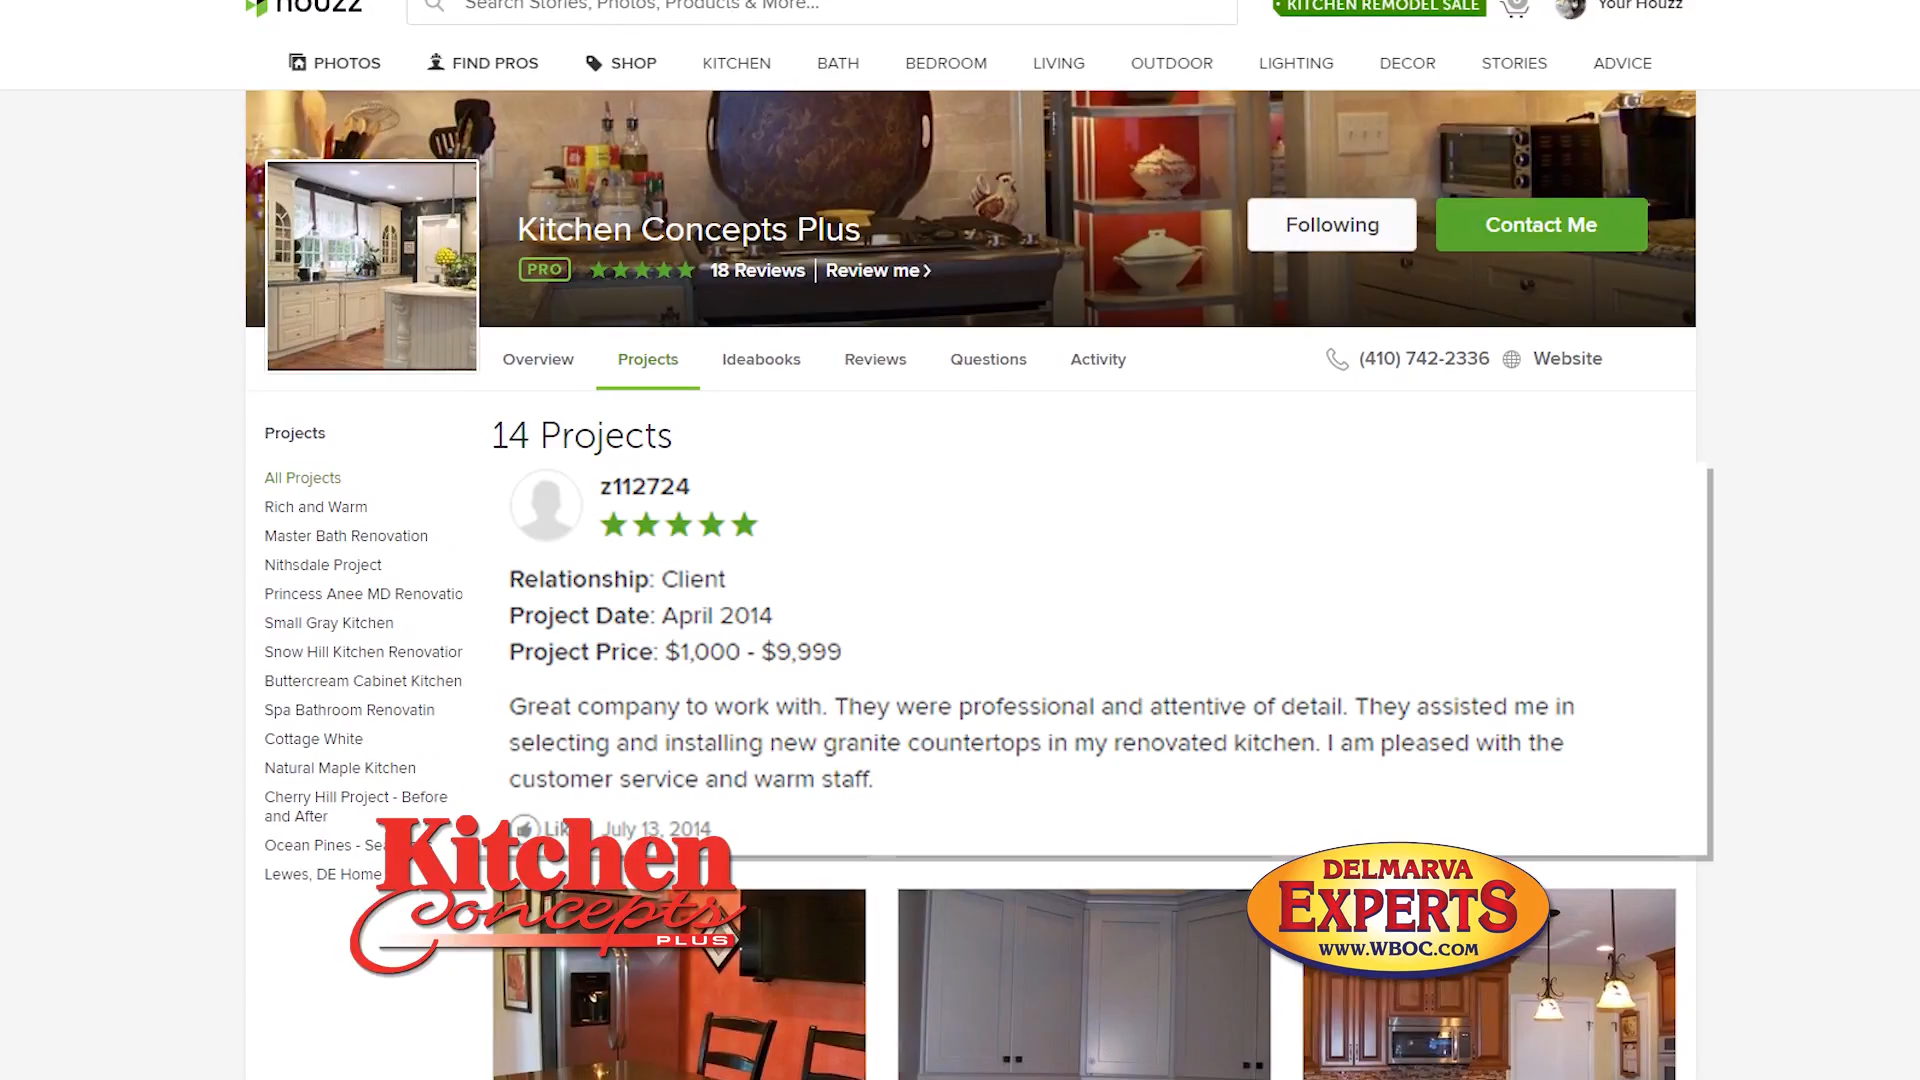 houzz
Search Stories, Photos, Products & More...
KITCHEN REMODEL SALE
Your Houzz
PHOTOS
FIND PROS
SHOP
KITCHEN
BATH
BEDROOM
LIVING
OUTDOOR
LIGHTING
DECOR
STORIES
ADVICE
Kitchen Concepts Plus
PRO
18 Reviews
Review me
Following
Contact Me
Overview
Projects
Ideabooks
Reviews
Questions
Activity
(410) 742-2336
Website
Projects
All Projects
Rich and Warm
Master Bath Renovation
Nithsdale Project
Princess Anee MD Renovatio
Small Gray Kitchen
Snow Hill Kitchen Renovation
Buttercream Cabinet Kitchen
Spa Bathroom Renovatin
Cottage White
Natural Maple Kitchen
Cherry Hill Project - Before
and After
Ocean Pines -
Lewes, DE Home
14 Projects
z112724
Relationship: Client
Project Date: April 2014
Project Price: $1,000 - $9,999
Great company to work with. They were professional and attentive of detail. They assisted me in
selecting and installing new granite countertops in my renovated kitchen. I am pleased with the
customer service and warm staff.
July 13, 2014
Kitchen
Concepts
PLUS
DELMARVA
EXPERTS
WWW.WBOC.COM